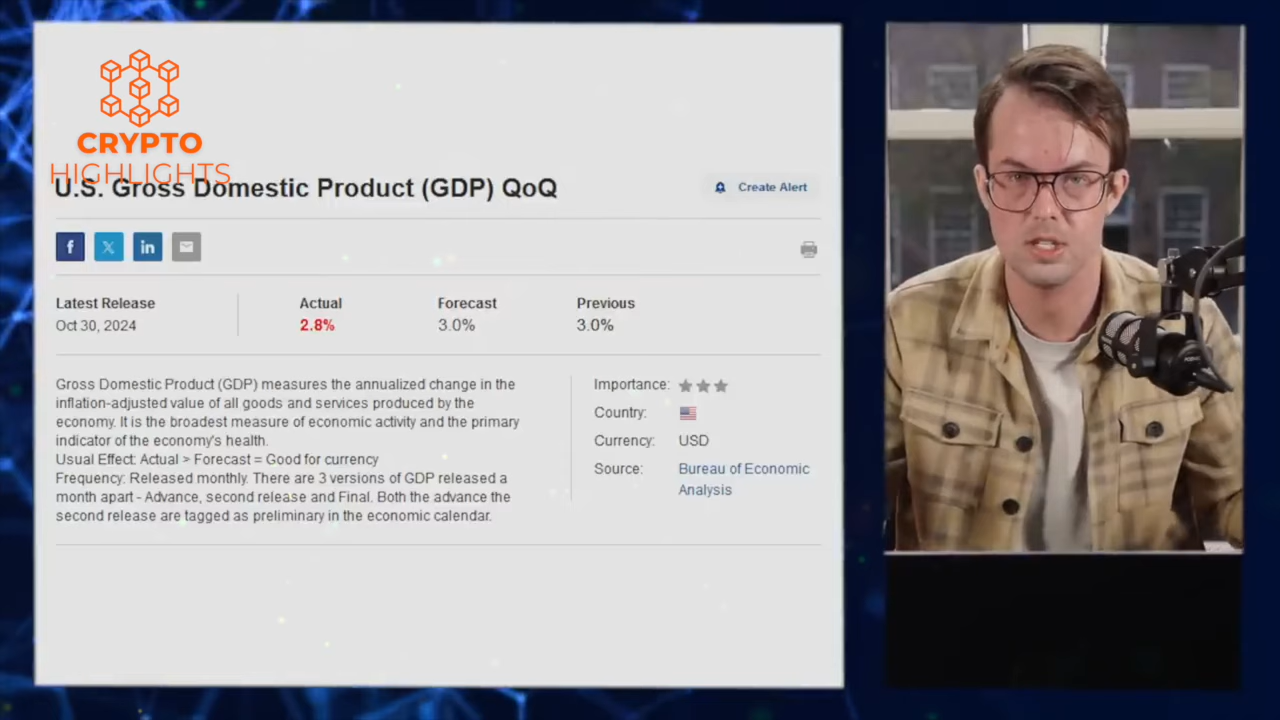 CRYPTO
HIGHLIGHTS
U.S. Gross Domestic Product (GDP) QoQ
Create Alert
Latest Release
Actual
Forecast
Previous
Oct 30, 2024
2.8%
3.0%
3.0%
Gross Domestic Product (GDP) measures the annualized change in the
inflation-adjusted value of all goods and services produced by the
economy. It is the broadest measure of economic activity and the primary
indicator of the economy's health.
Usual Effect: Actual > Forecast = Good for currency
Frequency: Released monthly. There are 3 versions of GDP released a
month apart - Advance, second release and Final. Both the advance the
second release are tagged as preliminary in the economic calendar.
Importance:
Country:
Currency: USD
Source: Bureau of Economic
Analysis